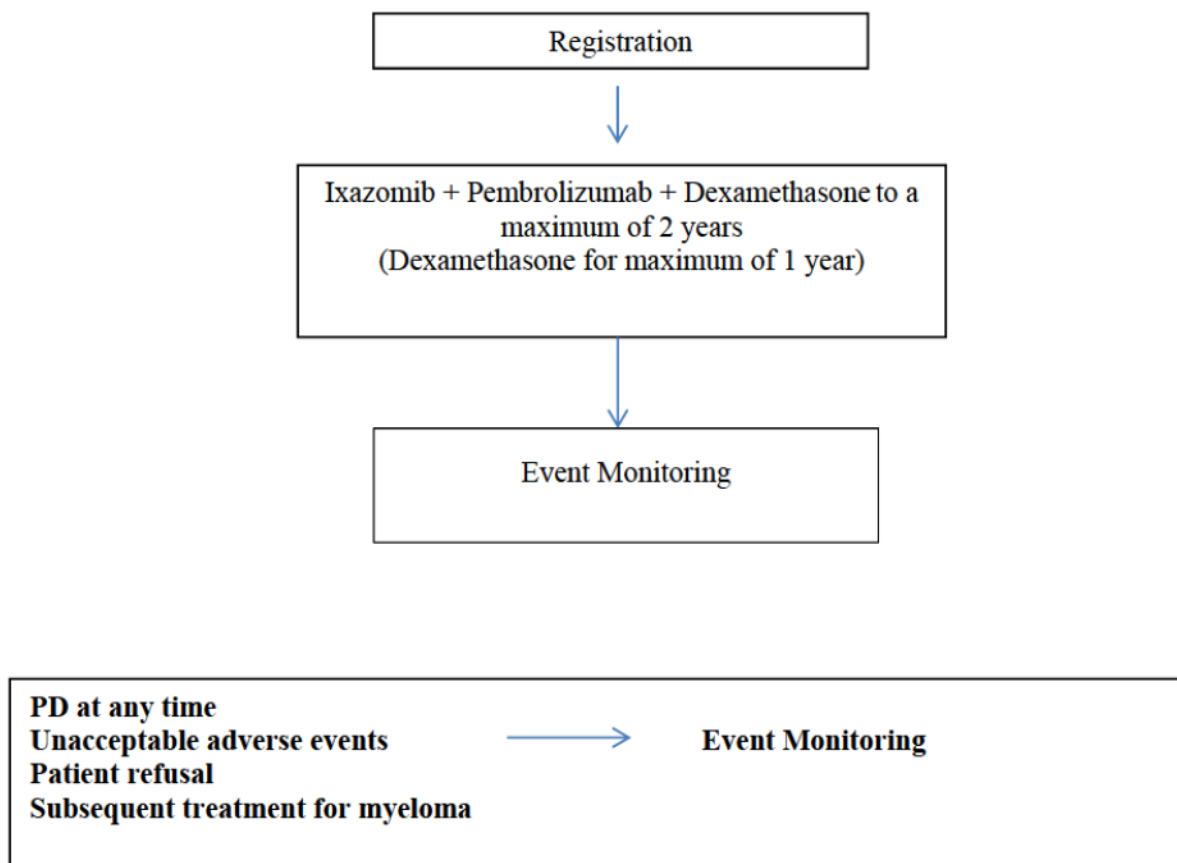 Registration
Ixazomib + Pembrolizumab + Dexamethasone to a
maximum of 2 years
(Dexamethasone for maximum of 1 year)
Event Monitoring
PD at any time
Unacceptable adverse events
Event Monitoring
Patient refusal
Subsequent treatment for myeloma